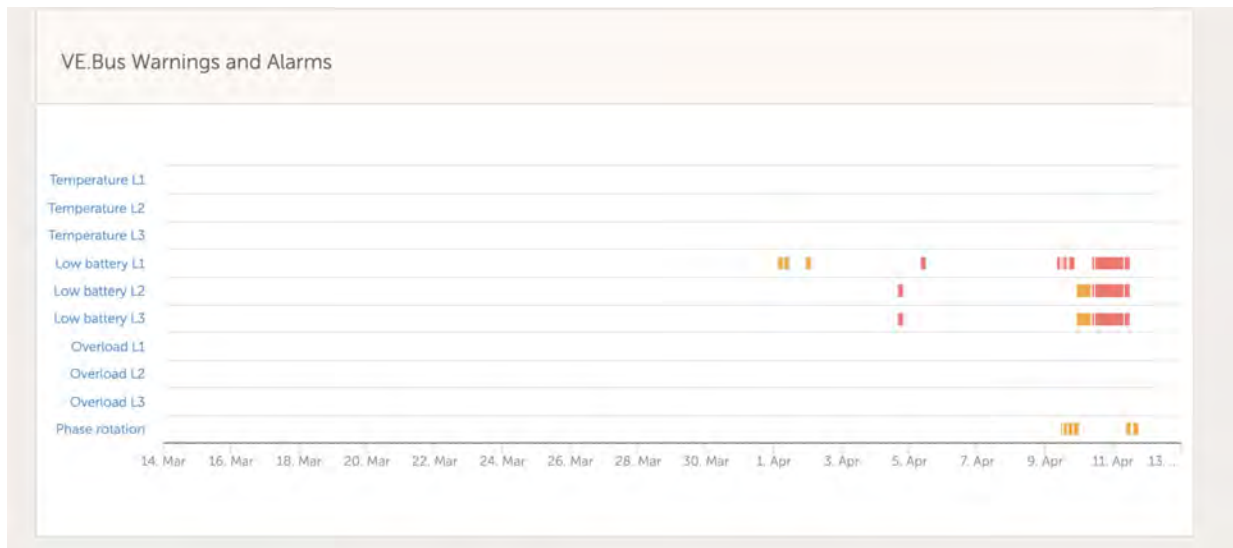 VE.Bus Warnings and Alarms
Temperature L1
Temperature L2
Temperature L3
Low battery L1
Low battery L2
Low battery L3
Overload L1
Overload L2
Overload L3
Phase rotation
14. Mar 16. Mar 18. Mar 20. Mar 22. Mar 24. Mar 26. Mar 28. Mar 30. Mar 1. Apr 3. Apr 5. Apr 7. Apr 9. Apr 11. Apr 13. ...